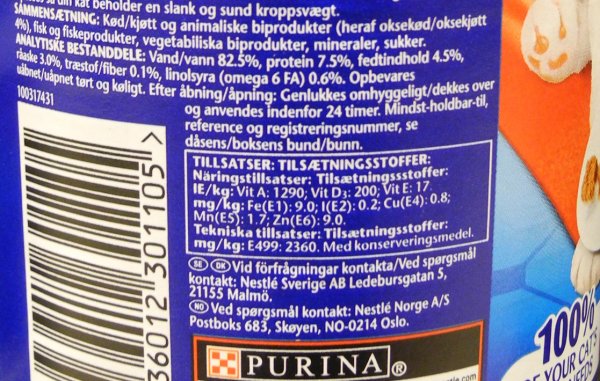 kat beholder en slank og sund kroppsvægt.
SAMMENSÆTNING: Kød/kjøtt og animaliske biprodukter (heraf oksekød/oksekjøtt
4%), fisk og fiskeprodukter, vegetabiliska biprodukter, mineraler, sukker.
ANALYTISKE BESTANDDELE: Vand/vann 82.5%, protein 7.5%, fedtindhold 4.5%,
råaske 3.0%, træstof/fiber 0.1%, linolsyra (omega 6 FA) 0.6%. Opbevares
uåbnet/uåpnet tørt og køligt. Efter åbning/åpning: Genlukkes omhyggeligt/dekkes over
og anvendes indenfor 24 timer. Mindst-holdbar-til,
reference og registreringsnummer, se
dåsens/boksens bund/bunn.
100317431
TILLSATSER: TILSÆTNINGSSTOFFER:
Näringstillsatser: Tilsætningsstoffer:
IE/kg: Vit A: 1290; Vit D3: 200; Vit E: 17.
mg/kg: Fe(E1): 9.0; I(E2): 0.2; Cu(E4): 0.8;
Mn(E5): 1.7; Zn(E6): 9.0.
Tekniska tillsatser: Tilsætningsstoffer:
mg/kg: E499: 2360. Med konserveringsmedel.
SE DK Vid förfrågningar kontakta/Ved spørgsmål
kontakt: Nestlé Sverige AB Ledebursgatan 5,
21155 Malmö.
NO Ved spørgsmål kontakt: Nestlé Norge A/S
Postboks 683, Skøyen, NO-0214 Oslo.
36012 301105 >
PURINA®
100%
YOUR CAT'S